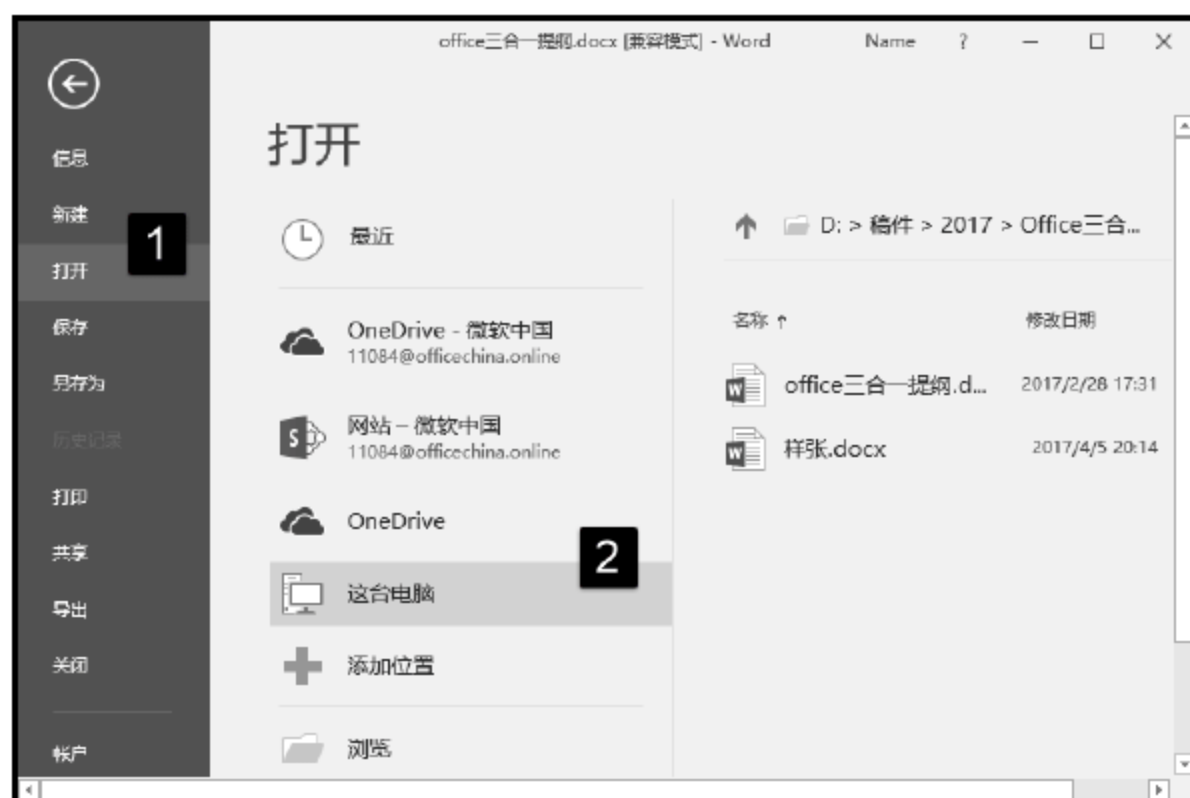 office三合一提纲.docx [兼容模式] - Word Name ?
信息
新建
1
打开
保存
另存为
历史记录
打印
共享
导出
关闭
帐户
打开
最近
OneDrive - 微软中国
11084@officechina.online
网站 – 微软中国
11084@officechina.online
OneDrive
2
这台电脑
添加位置
浏览
D: > 稿件 > 2017 > Office三合...
名称 ↑ 修改日期
office三合一提纲.d... 2017/2/28 17:31
样张.docx 2017/4/5 20:14